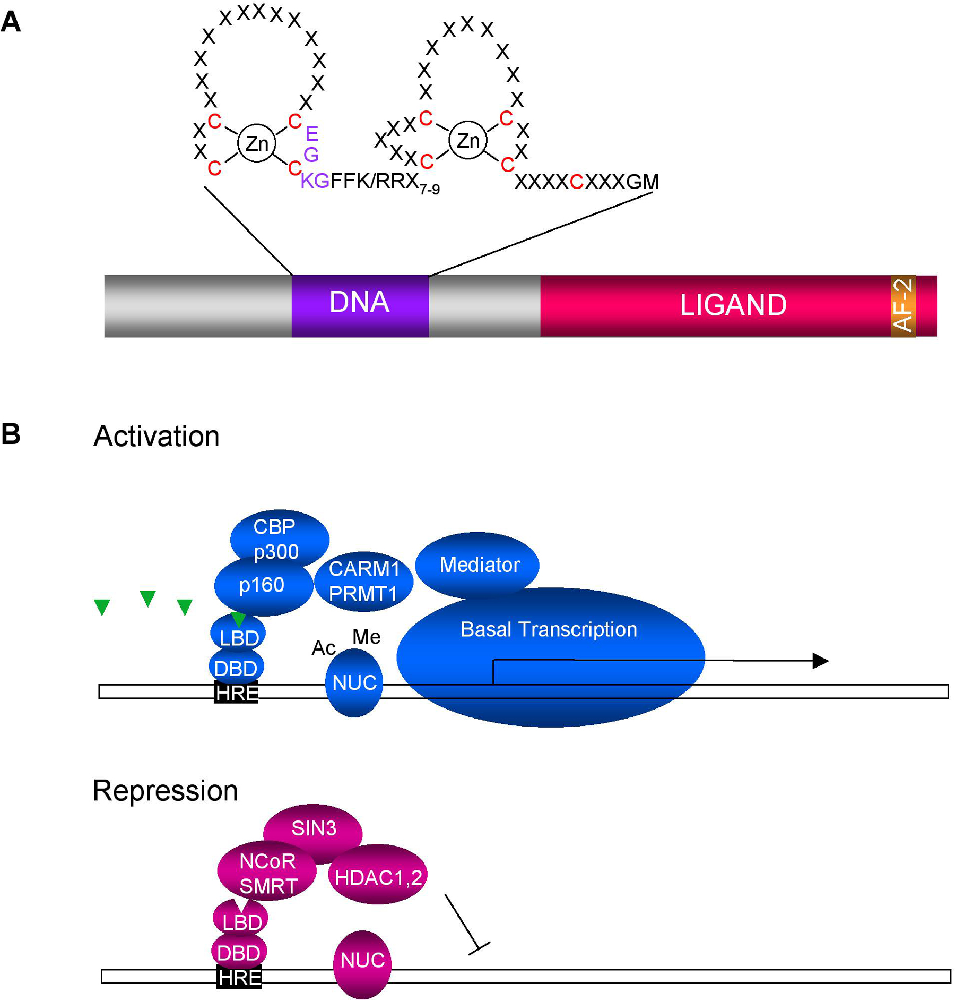 A
X X X X X
X X X
X X X X
X X X
X X X
X X X X
X X X
X X X
X X X
C C C C
X E X X X
Zn Zn
X G X X X X
C C C C
KGFFK/RRX7-9
XXXXCXXXGM
DNA
LIGAND
AF-2
B
Activation
CBP
p300
p160
CARM1
PRMT1
Mediator
Basal Transcription
LBD
DBD
HRE
Ac
Me
NUC
Repression
SIN3
NCoR
SMRT
HDAC1,2
LBD
DBD
HRE
NUC